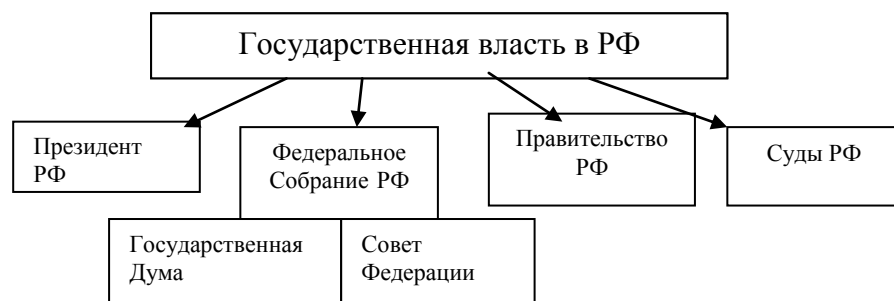 Государственная власть в РФ
Президент
РФ
Федеральное
Собрание РФ
Правительство
РФ
Суды РФ
Государственная
Дума
Совет
Федерации